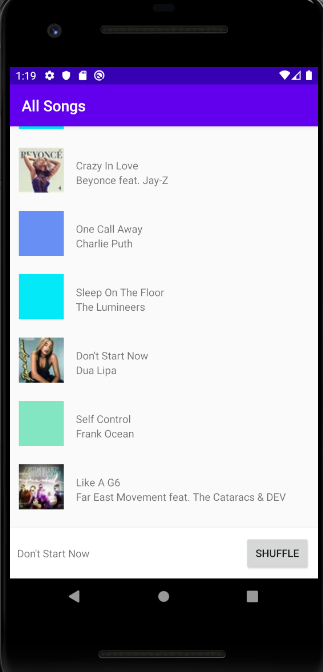 1:19
All Songs
BEYONCÉ
Crazy In Love
Beyonce feat. Jay-Z
One Call Away
Charlie Puth
Sleep On The Floor
The Lumineers
Don't Start Now
Dua Lipa
Self Control
Frank Ocean
Like A G6
Far East Movement feat. The Cataracs & DEV
Don't Start Now
SHUFFLE